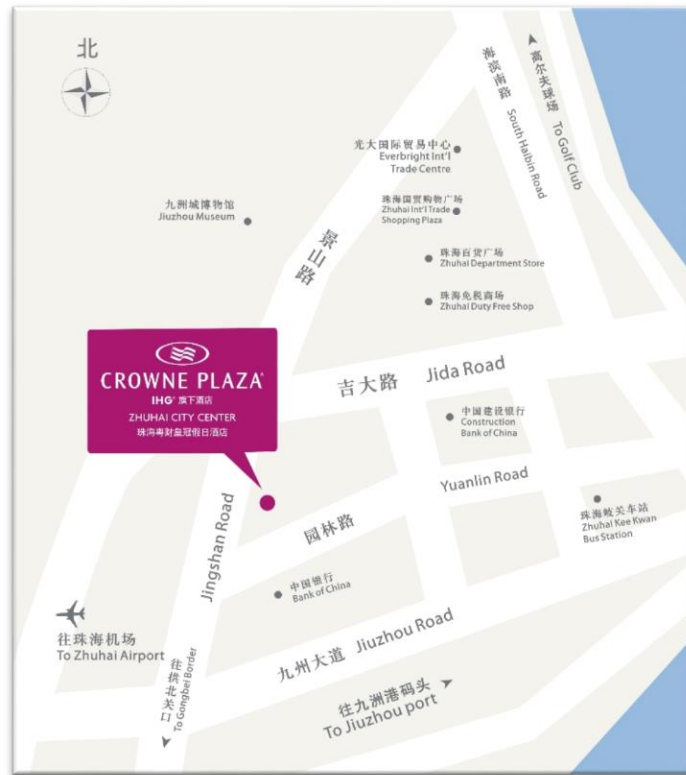 北
海滨南路 South Haibin Road
高尔夫球场 To Golf Club
光大国际贸易中心
Everbright Int'l
Trade Centre
九洲城博物馆
Jiuzhou Museum
珠海国贸购物广场
Zhuhai Int'l Trade
Shopping Plaza
景山路
珠海百货广场
Zhuhai Department Store
珠海免税商场
Zhuhai Duty Free Shop
CROWNE PLAZA
IHG® 旗下酒店
ZHUHAI CITY CENTER
珠海粤财皇冠假日酒店
吉大路 Jida Road
中国建设银行
Construction
Bank of China
Yuanlin Road
园林路
Jingshan Road
珠海岐关车站
Zhuhai Kee Kwan
Bus Station
中国银行
Bank of China
往珠海机场
To Zhuhai Airport
往拱北关口
To Gongbei Border
九州大道 Jiuzhou Road
往九洲港码头
To Jiuzhou port